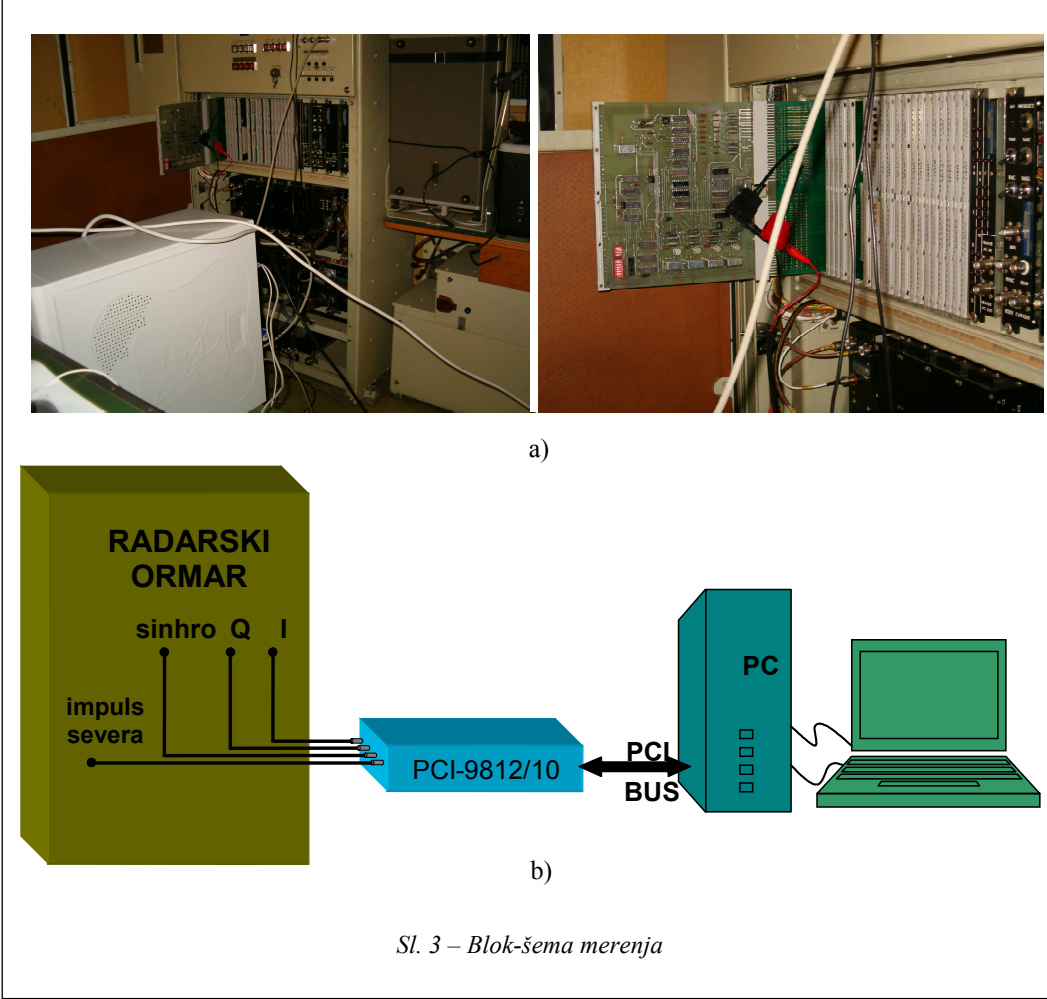 a)
RADARSKI
ORMAR
sinhro Q I
impuls
severa
PCI-9812/10
PCI
BUS
PC
b)
Sl. 3 – Blok-šema merenja